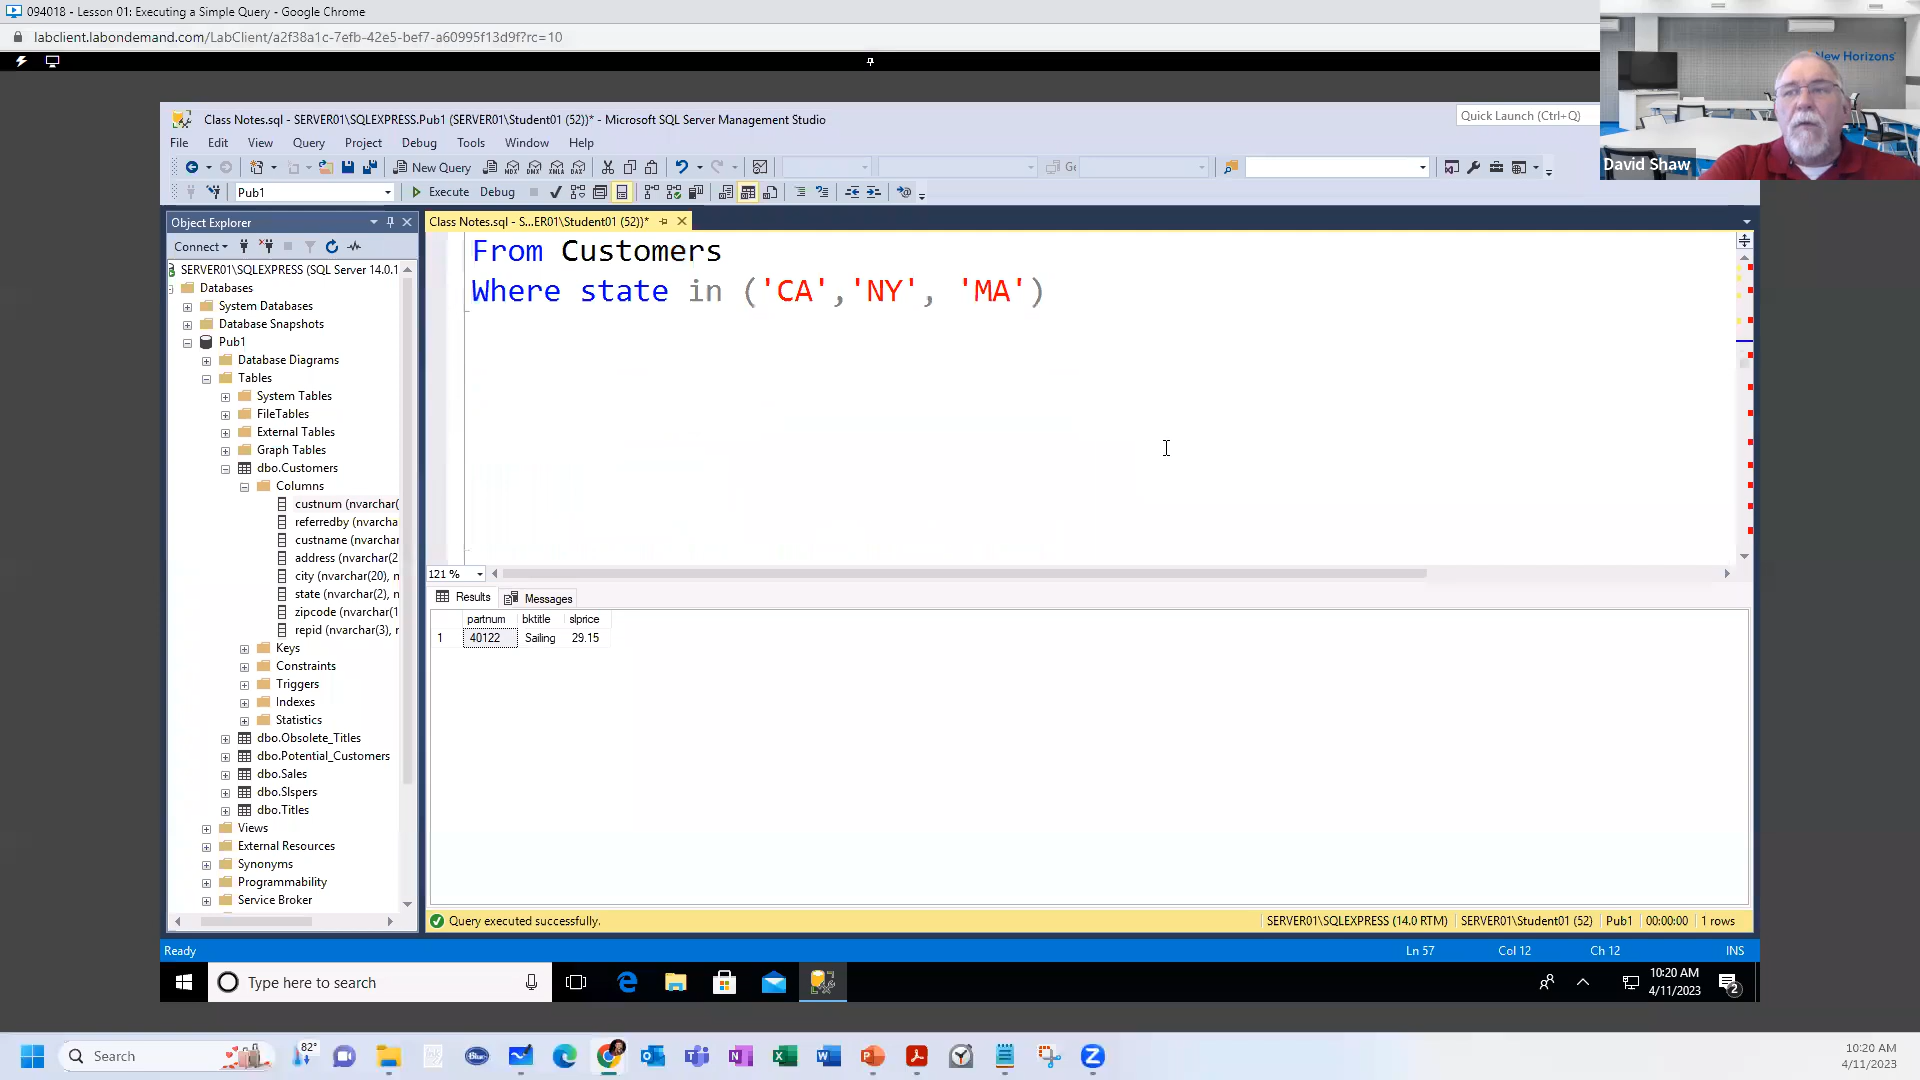 094018 - Lesson 01: Executing a Simple Query - Google Chrome
labclient.labondemand.com/LabClient/a2f38a1c-7efb-42e5-bef7-a60995f13d9f?rc=10
New Horizons
David Shaw
Class Notes.sql - SERVER01\SQLEXPRESS.Pub1 (SERVER01\Student01 (52))* - Microsoft SQL Server Management Studio
Quick Launch (Ctrl+Q)
File Edit View Query Project Debug Tools Window Help
New Query
Pub1 Execute Debug
Object Explorer
Class Notes.sql - S...ER01\Student01 (52))*
Connect
SERVER01\SQLEXPRESS (SQL Server 14.0.1
Databases
System Databases
Database Snapshots
Pub1
Database Diagrams
Tables
System Tables
FileTables
External Tables
Graph Tables
dbo.Customers
Columns
custnum (nvarchar(
referredby (nvarcha
custname (nvarchar
address (nvarchar(2
city (nvarchar(20), n
state (nvarchar(2), n
zipcode (nvarchar(1
repid (nvarchar(3), r
Keys
Constraints
Triggers
Indexes
Statistics
dbo.Obsolete_Titles
dbo.Potential_Customers
dbo.Sales
dbo.Slspers
dbo.Titles
Views
External Resources
Synonyms
Programmability
Service Broker
From Customers
Where state in ('CA','NY', 'MA')
121 %
Results Messages
partnum bktitle slprice
1 40122 Sailing 29.15
Query executed successfully.
SERVER01\SQLEXPRESS (14.0 RTM) SERVER01\Student01 (52) Pub1 00:00:00 1 rows
Ready Ln 57 Col 12 Ch 12 INS
Type here to search
10:20 AM
4/11/2023
2
Search
82°
10:20 AM
4/11/2023